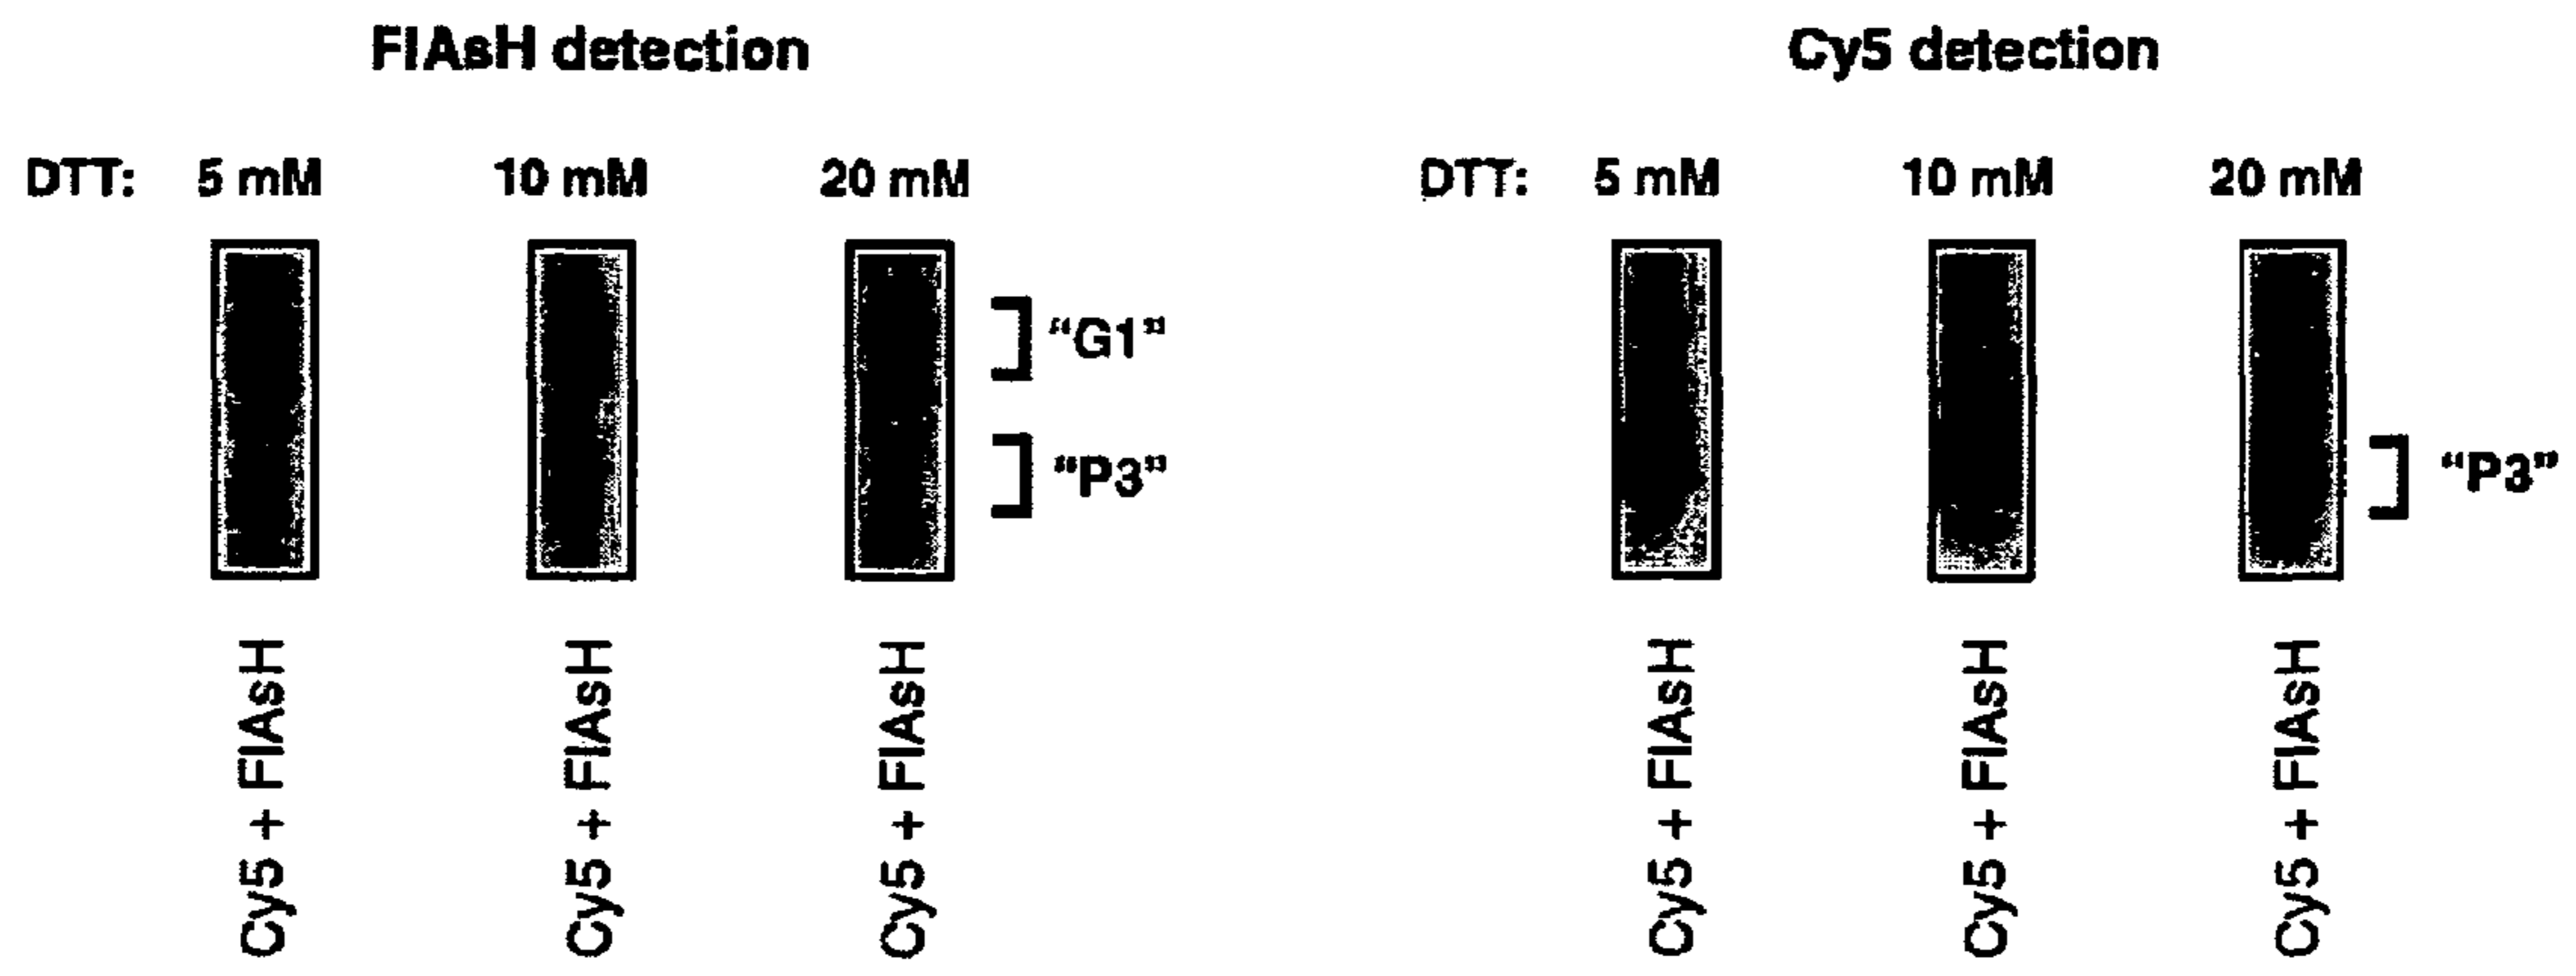 FlAsH detection
DTT: 5 mM 10 mM 20 mM
"G1"
"P3"
Cy5 + FlAsH
Cy5 + FlAsH
Cy5 + FlAsH
Cy5 detection
DTT: 5 mM 10 mM 20 mM
"P3"
Cy5 + FlAsH
Cy5 + FlAsH
Cy5 + FlAsH